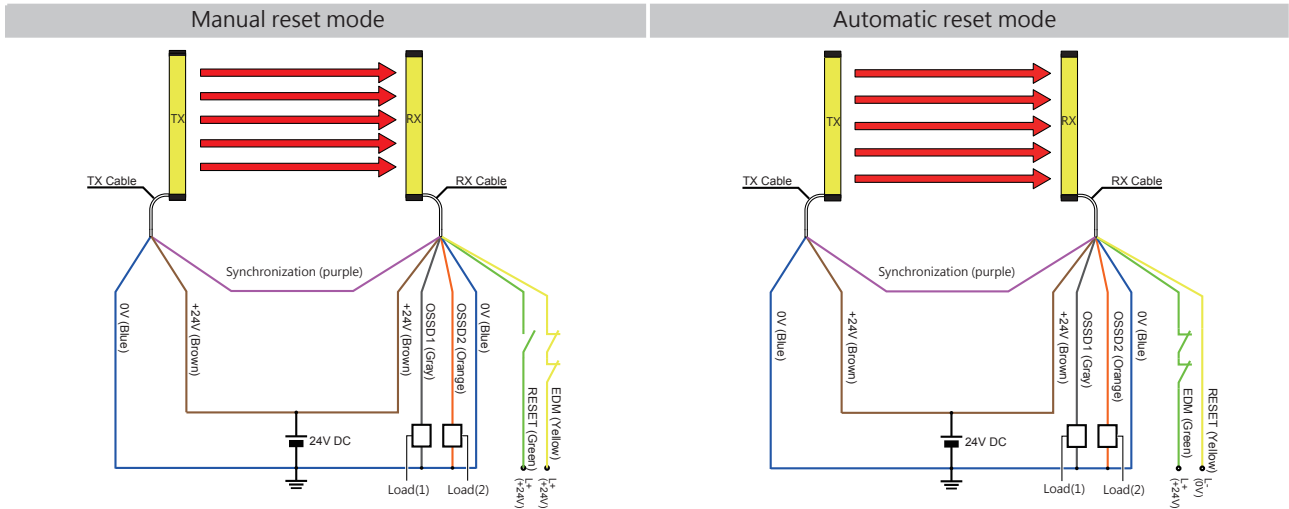 Manual reset mode
TX
RX
TX Cable
RX Cable
Synchronization (purple)
0V (Blue)
+24V (Brown)
+24V (Brown)
OSSD1 (Gray)
OSSD2 (Orange)
0V (Blue)
RESET (Green)
EDM (Yellow)
24V DC
Load(1)
Load(2)
L+
(+24V)
L+
(+24V)
Automatic reset mode
TX
RX
TX Cable
RX Cable
Synchronization (purple)
0V (Blue)
+24V (Brown)
+24V (Brown)
OSSD1 (Gray)
OSSD2 (Orange)
0V (Blue)
EDM (Green)
RESET (Yellow)
24V DC
Load(1)
Load(2)
L+
(+24V)
L-
(0V)